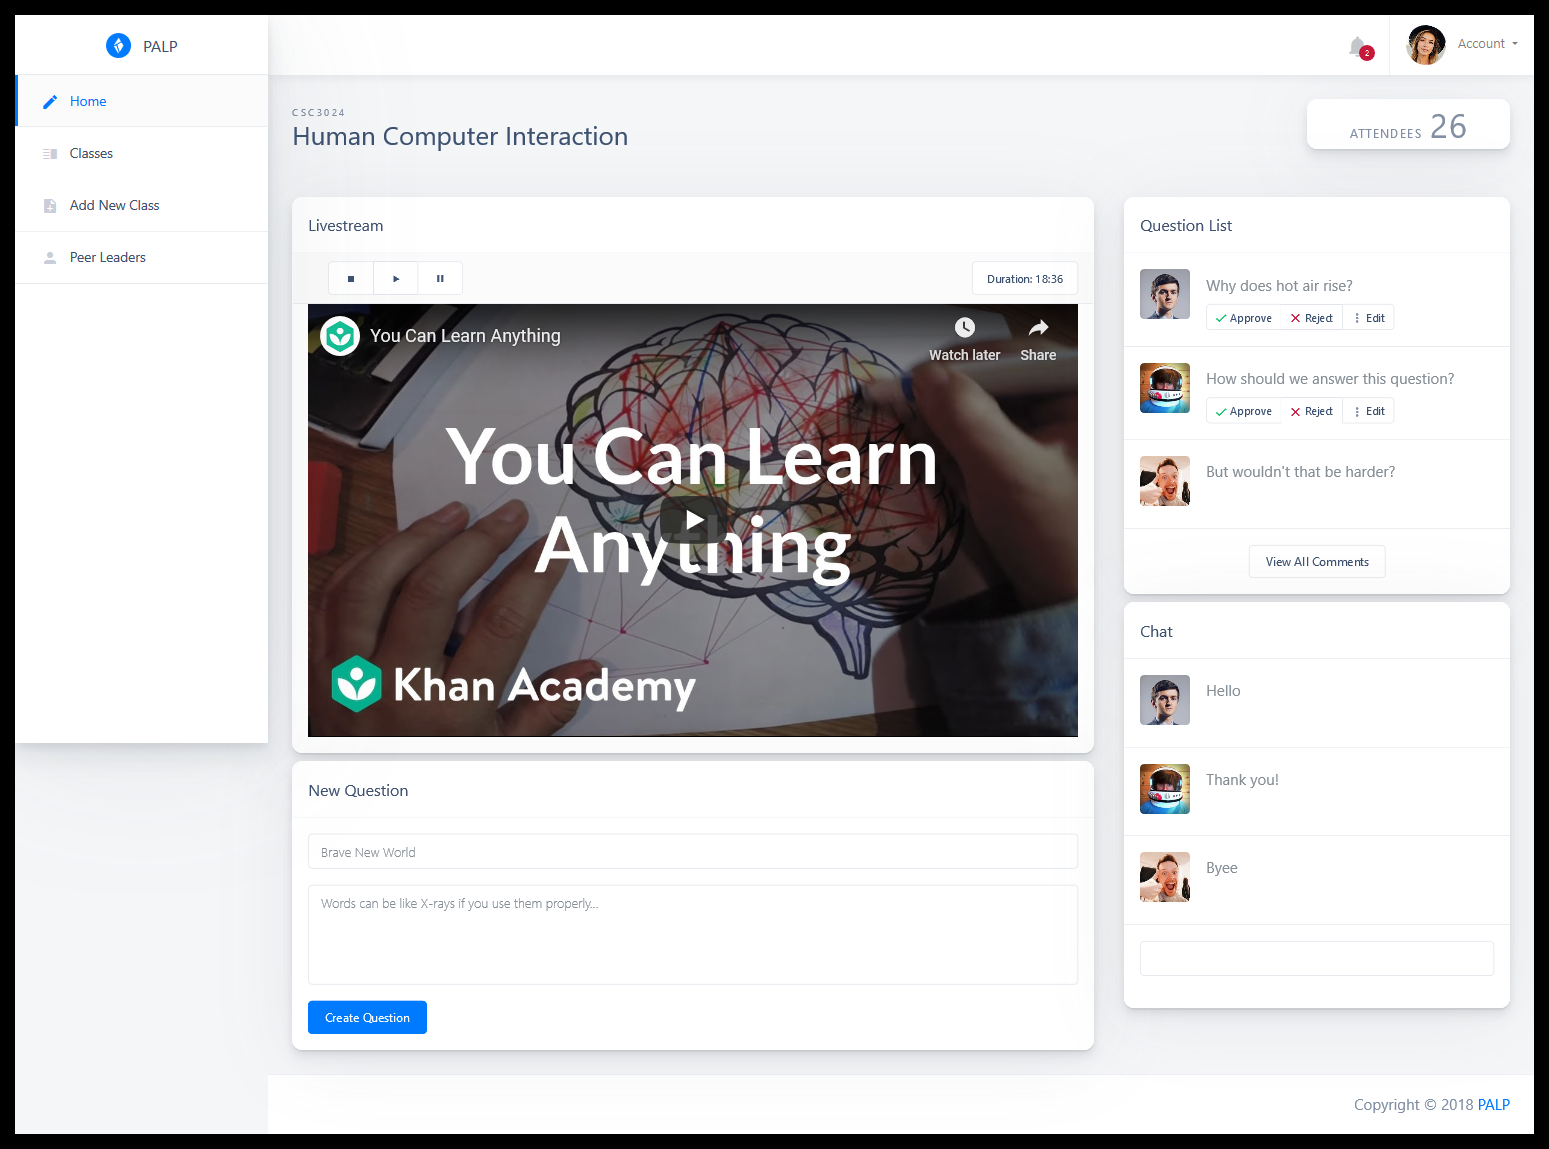 PALP
2
Account
Home
Classes
Add New Class
Peer Leaders
CSC3024
Human Computer Interaction
ATTENDEES 26
Livestream
Duration: 18:36
You Can Learn Anything
Watch later
Share
You Can Learn
Anything
Khan Academy
New Question
Brave New World
Words can be like X-rays if you use them properly...
Create Question
Question List
Why does hot air rise?
Approve Reject Edit
How should we answer this question?
Approve Reject Edit
But wouldn't that be harder?
View All Comments
Chat
Hello
Thank you!
Byee
Copyright © 2018 PALP